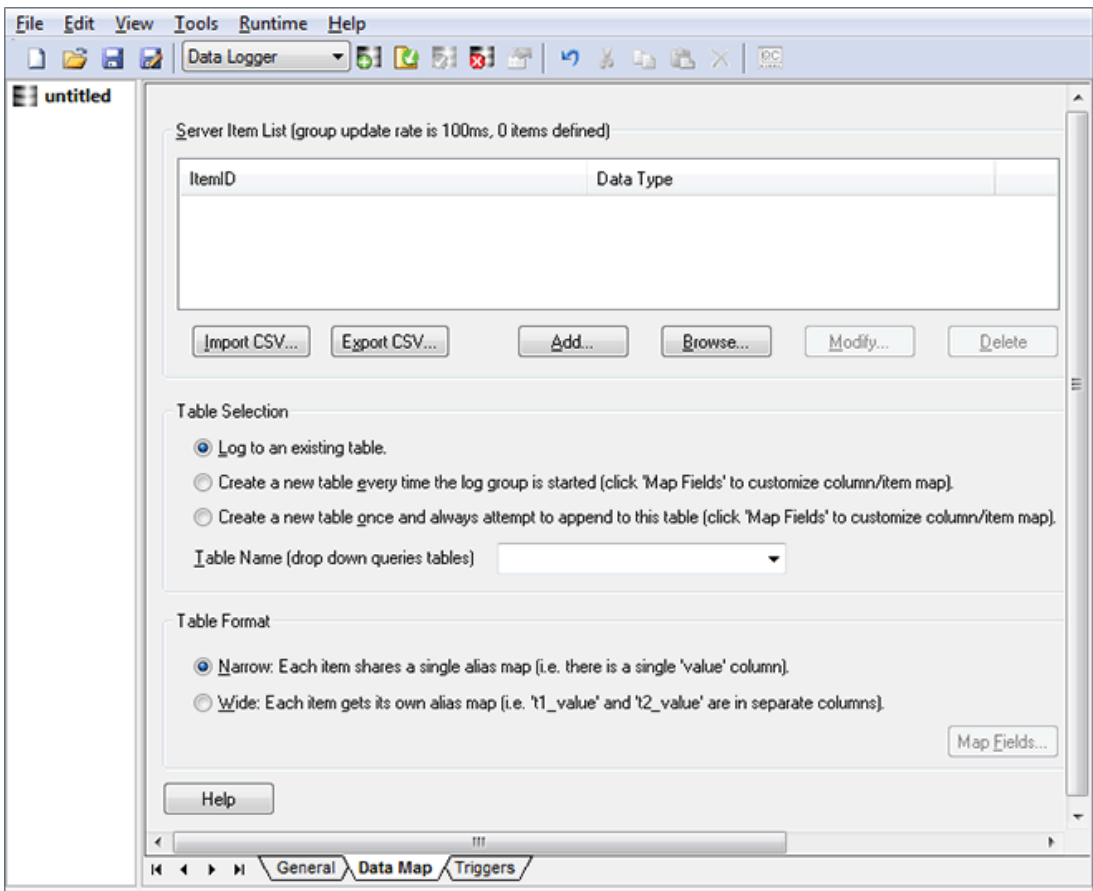 File Edit View Tools Runtime Help
Data Logger
untitled
Server Item List (group update rate is 100ms, 0 items defined)
ItemID Data Type
Import CSV... Export CSV... Add... Browse... Modify... Delete
Table Selection
Log to an existing table.
Create a new table every time the log group is started (click 'Map Fields' to customize column/item map).
Create a new table once and always attempt to append to this table (click 'Map Fields' to customize column/item map).
Table Name (drop down queries tables)
Table Format
Narrow: Each item shares a single alias map (i.e. there is a single 'value' column).
Wide: Each item gets its own alias map (i.e. 't1_value' and 't2_value' are in separate columns).
Map Fields...
Help
General Data Map Triggers